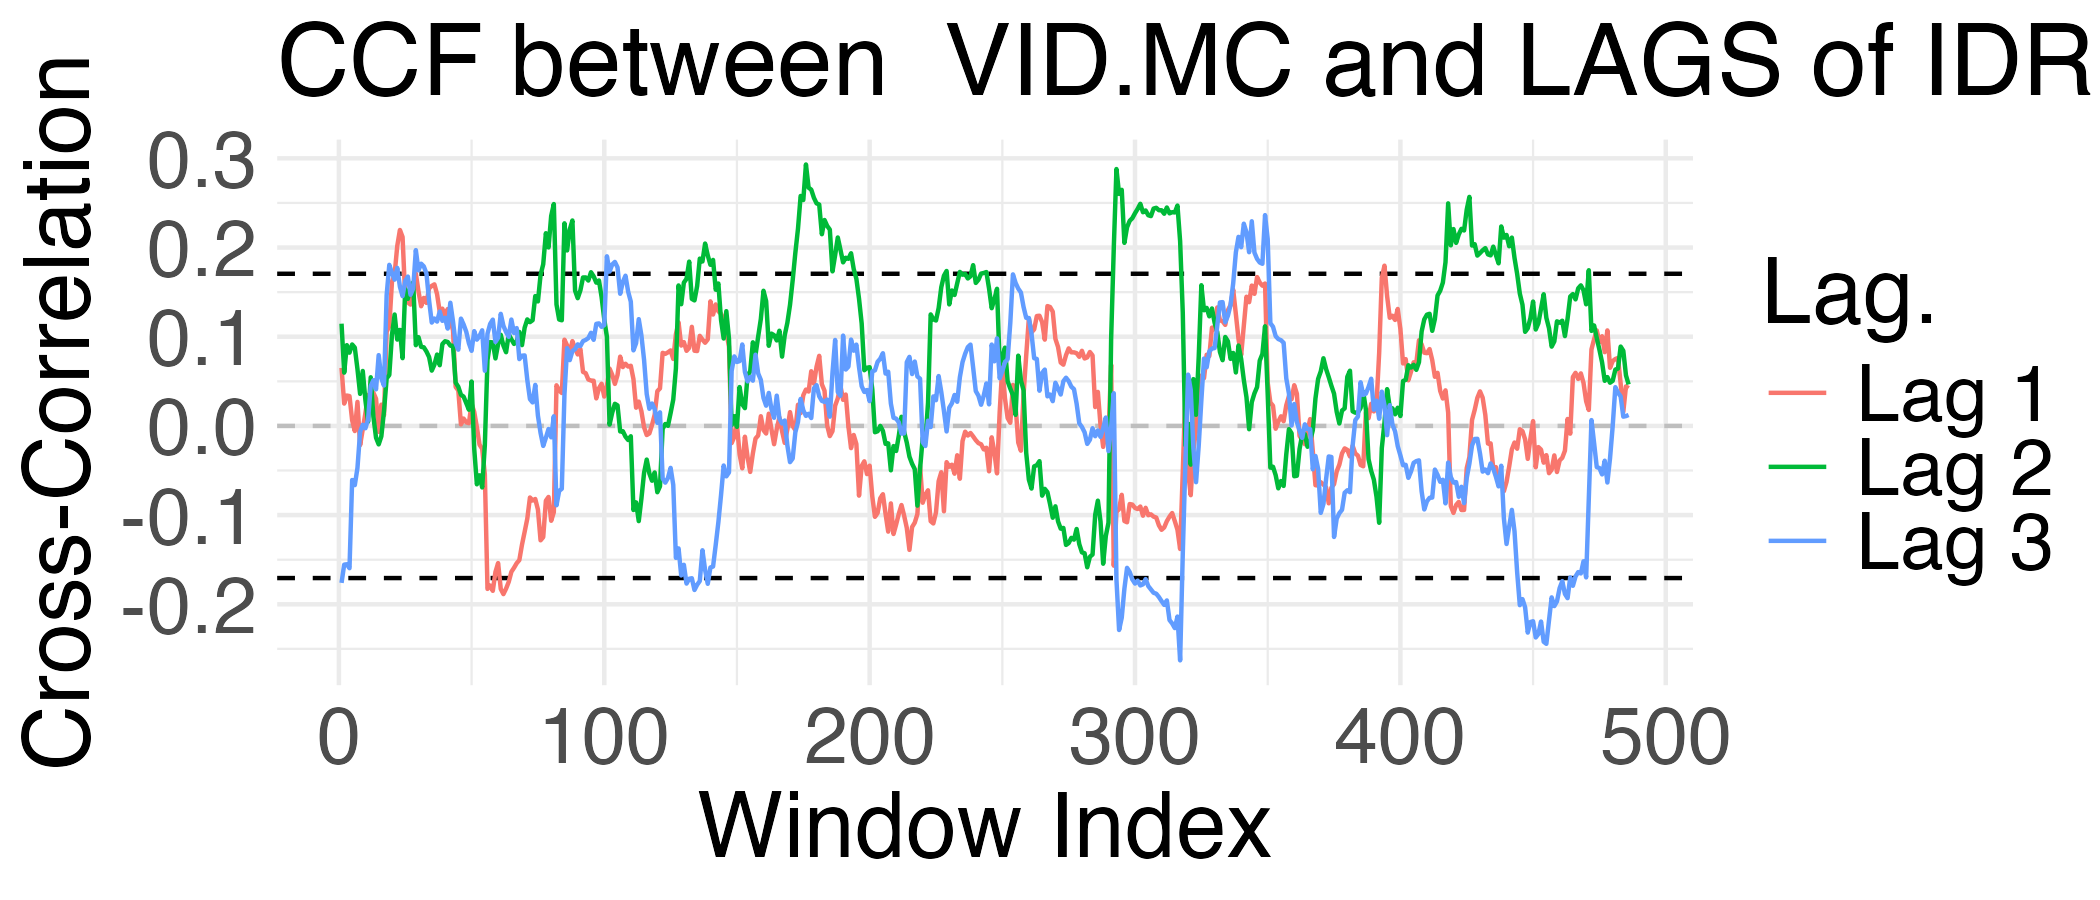 CCF between  VID.MC and LAGS of IDR
Cross-Correlation
0.3
0.2
0.1
0.0
-0.1
-0.2
0
100
200
300
400
500
Window Index
Lag.
Lag 1
Lag 2
Lag 3